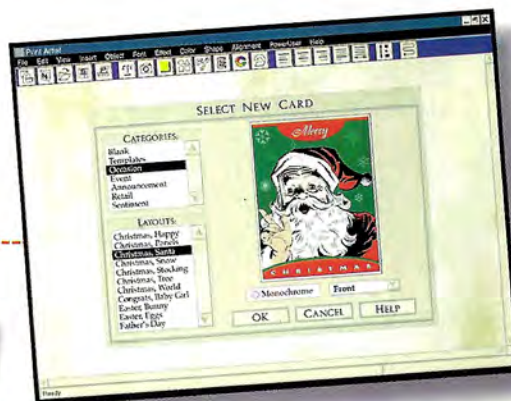 Print Artist
File Edit View Insert Object Font Effect Color Shape Alignment PowerUser Help
SELECT NEW CARD
CATEGORIES:
Blank
Templates
Occasion
Event
Announcement
Retail
Sentiment
LAYOUTS:
Christmas, Happy
Christmas, Panels
Christmas, Santa
Christmas, Snow
Christmas, Stocking
Christmas, Tree
Christmas, World
Congrats, Baby Girl
Easter, Bunny
Easter, Eggs
Father's Day
Merry
CHRISTMAS
Monochrome
Front
OK
CANCEL
HELP
Ready